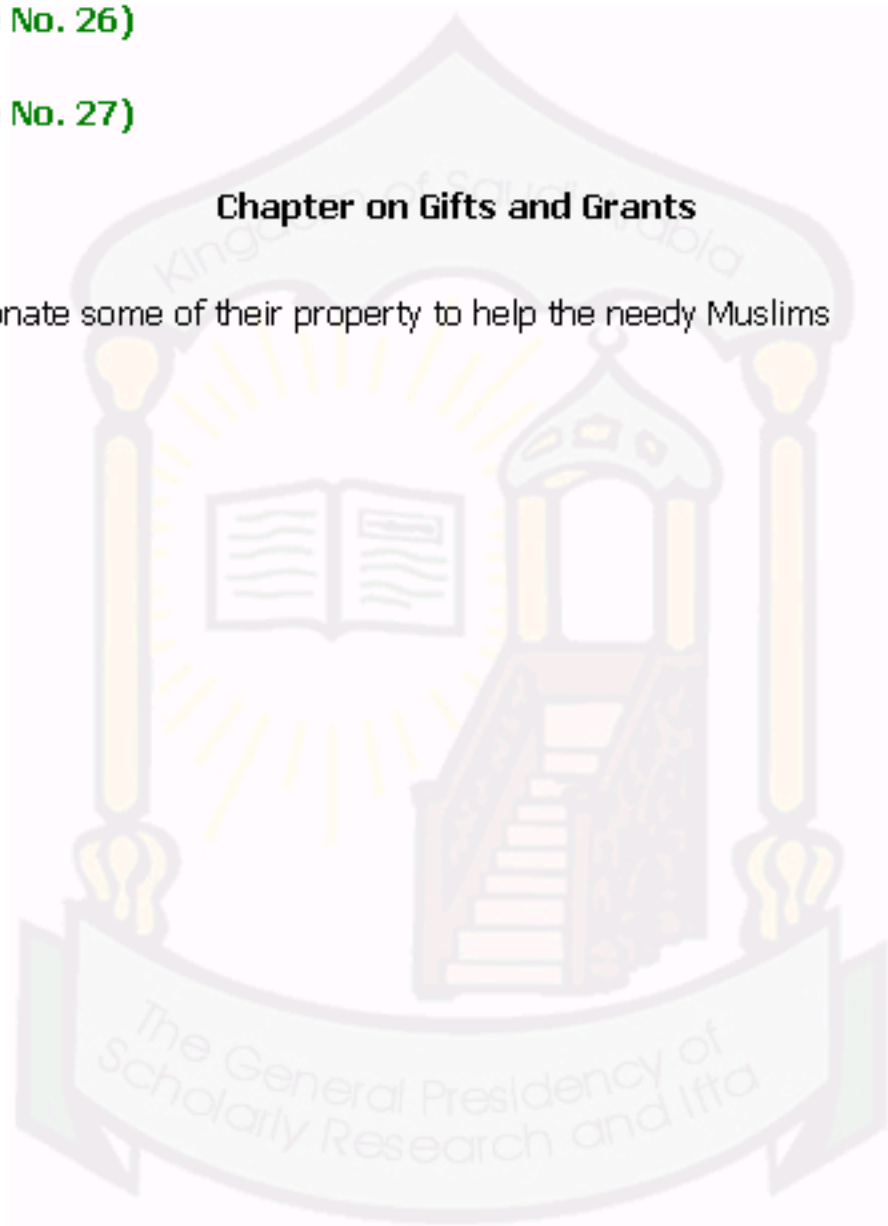 No. 26)
No. 27)
Chapter on Gifts and Grants
onate some of their property to help the needy Muslims
Kingdom of Saudi Arabia
The General Presidency of
Scholarly Research and Ifta